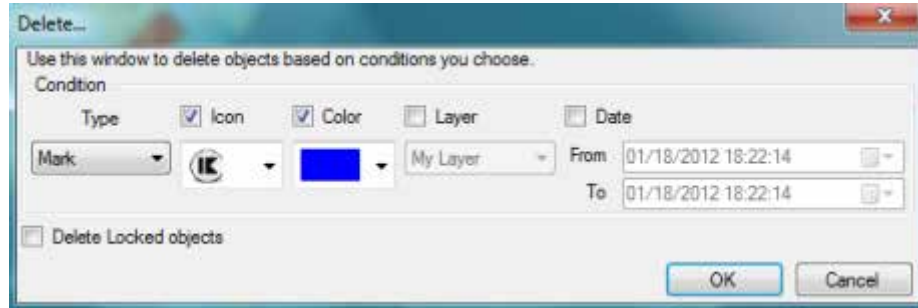 Delete...
Use this window to delete objects based on conditions you choose.
Condition
Type Icon Color Layer Date
Mark My Layer From 01/18/2012 18:22:14
To 01/18/2012 18:22:14
Delete Locked objects
OK Cancel